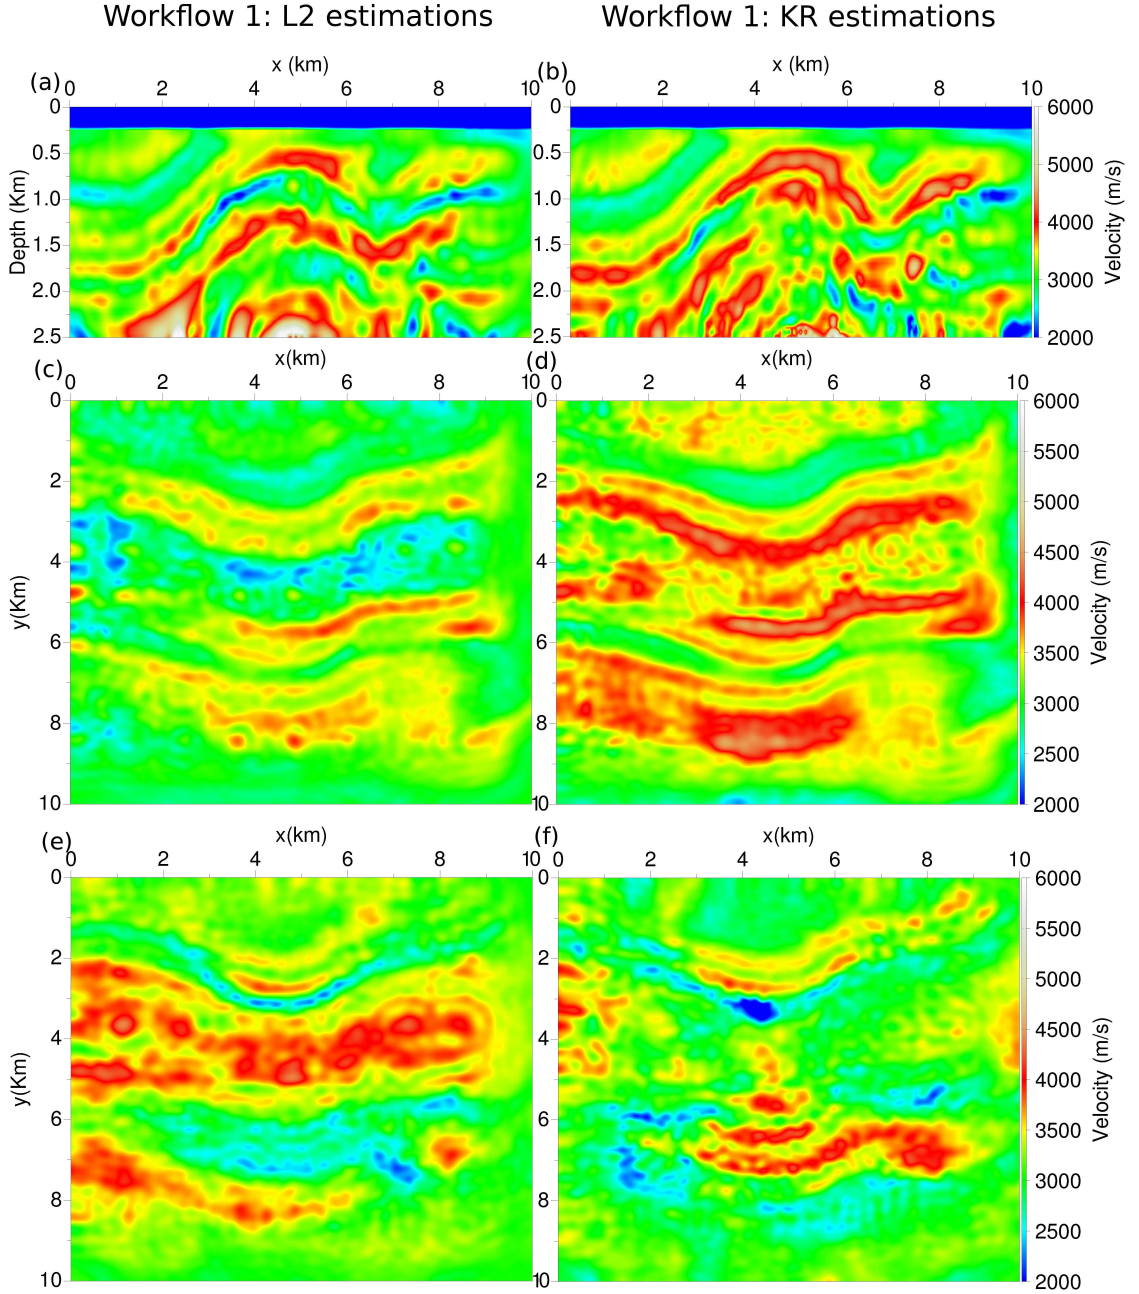 Workflow 1: L2 estimations Workflow 1: KR estimations
x (km) x (km)
(a) 0 2 4 6 8 10 (b) 0 2 4 6 8 10
0 0 6000
0.5 0.5 5000
1.0 1.0 4000
1.5 1.5 3000
2.0 2.0
2.5 2.5 2000
Depth (Km) Velocity (m/s)
x(km) x(km)
(c) 0 2 4 6 8 10 (d) 0 2 4 6 8 10
0 0 6000
5500
2 2 5000
4500
4 4 4000
6 6 3500
3000
8 8 2500
10 10 2000
y(Km) Velocity (m/s)
x(km) x(km)
(e) 0 2 4 6 8 10 (f) 0 2 4 6 8 10
0 0 6000
5500
2 2 5000
4500
4 4 4000
6 6 3500
3000
8 8 2500
10 10 2000
y(Km) Velocity (m/s)